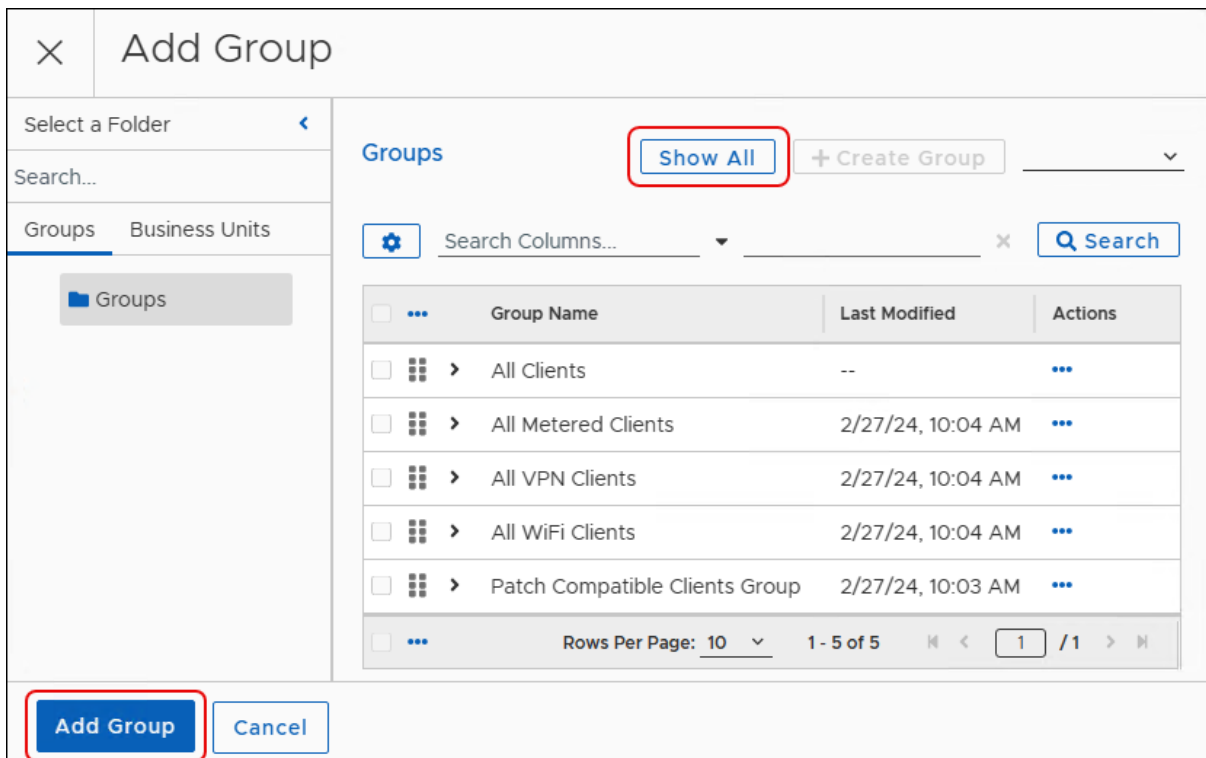 Add Group
Select a Folder
Search...
Groups Business Units
Groups
Groups Show All + Create Group
Search Columns... Search
Group Name Last Modified Actions
All Clients -- •••
All Metered Clients 2/27/24, 10:04 AM •••
All VPN Clients 2/27/24, 10:04 AM •••
All WiFi Clients 2/27/24, 10:04 AM •••
Patch Compatible Clients Group 2/27/24, 10:03 AM •••
Rows Per Page: 10 1 - 5 of 5 1 / 1
Add Group Cancel